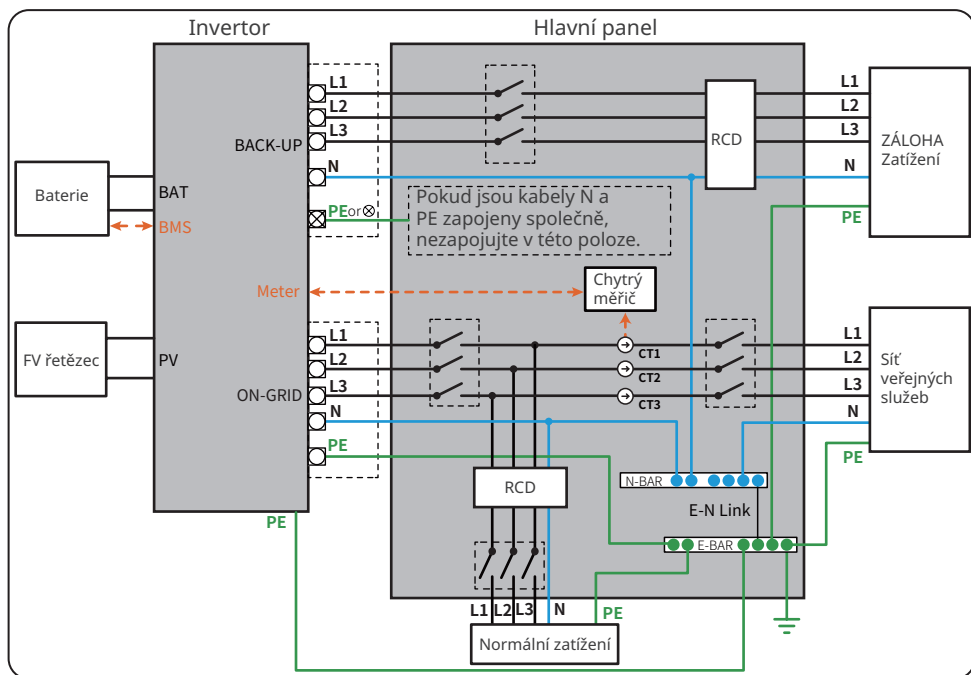 Invertor
Hlavní panel
L1
L2
L3
BACK-UP
N
PE or
RCD
L1
L2
L3
N
PE
ZÁLOHA
Zatížení
Baterie
BAT
BMS
Pokud jsou kabely N a
PE zapojeny společně,
nezapojujte v této poloze.
Meter
Chytrý
měřič
FV řetězec
PV
L1
L2
L3
ON-GRID
N
PE
CT1
CT2
CT3
L1
L2
L3
N
PE
Síť
veřejných
služeb
RCD
N-BAR
E-N Link
E-BAR
PE
L1 L2 L3 N PE
Normální zatížení